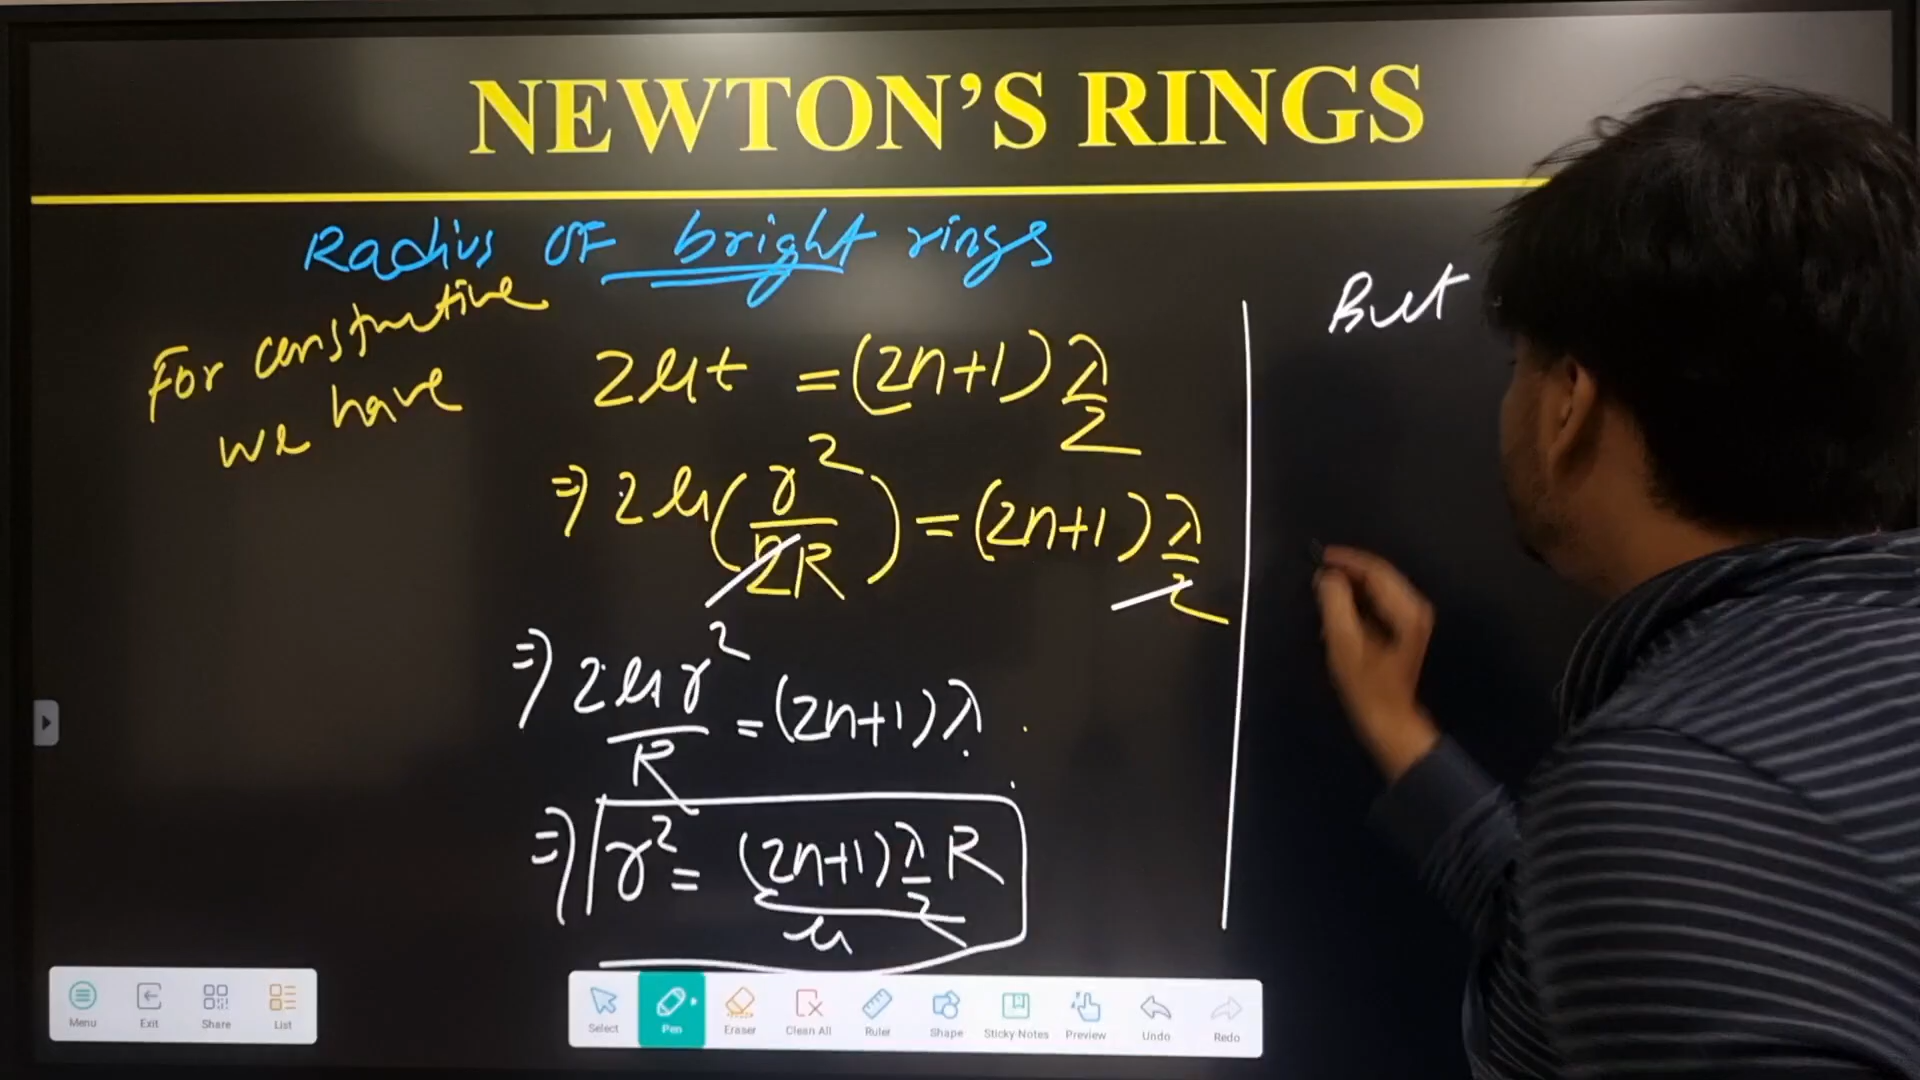 NEWTON'S RINGS
Radius OF bright rings
For constructive
we have
2μt = (2n+1) λ/2
⇒ 2μ(r²/2R) = (2n+1) λ/2
⇒ 2μr²/R = (2n+1) λ
⇒ r² = (2n+1) λ/2 R / μ
But
Menu Exit Share List
Select Pen Eraser Clean All Ruler Shape Sticky Notes Preview Undo Redo